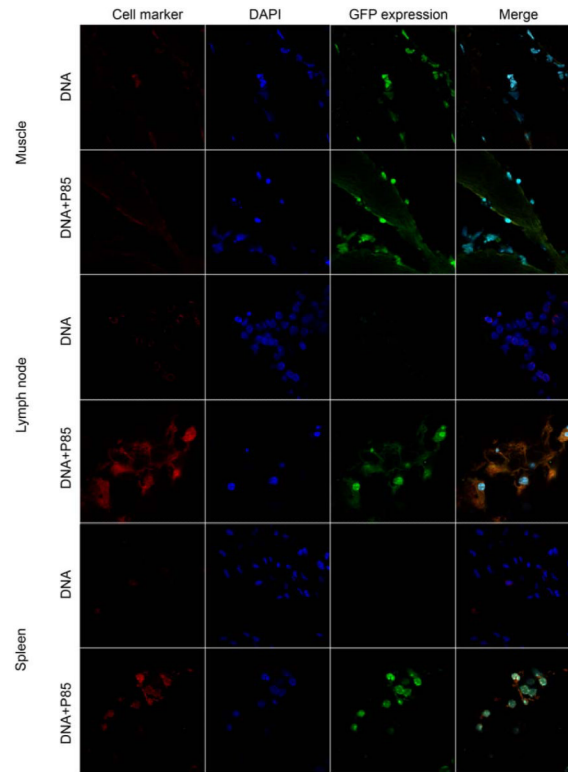 Cell marker DAPI GFP expression Merge
Muscle
DNA
DNA+P85
Lymph node
DNA
DNA+P85
Spleen
DNA
DNA+P85